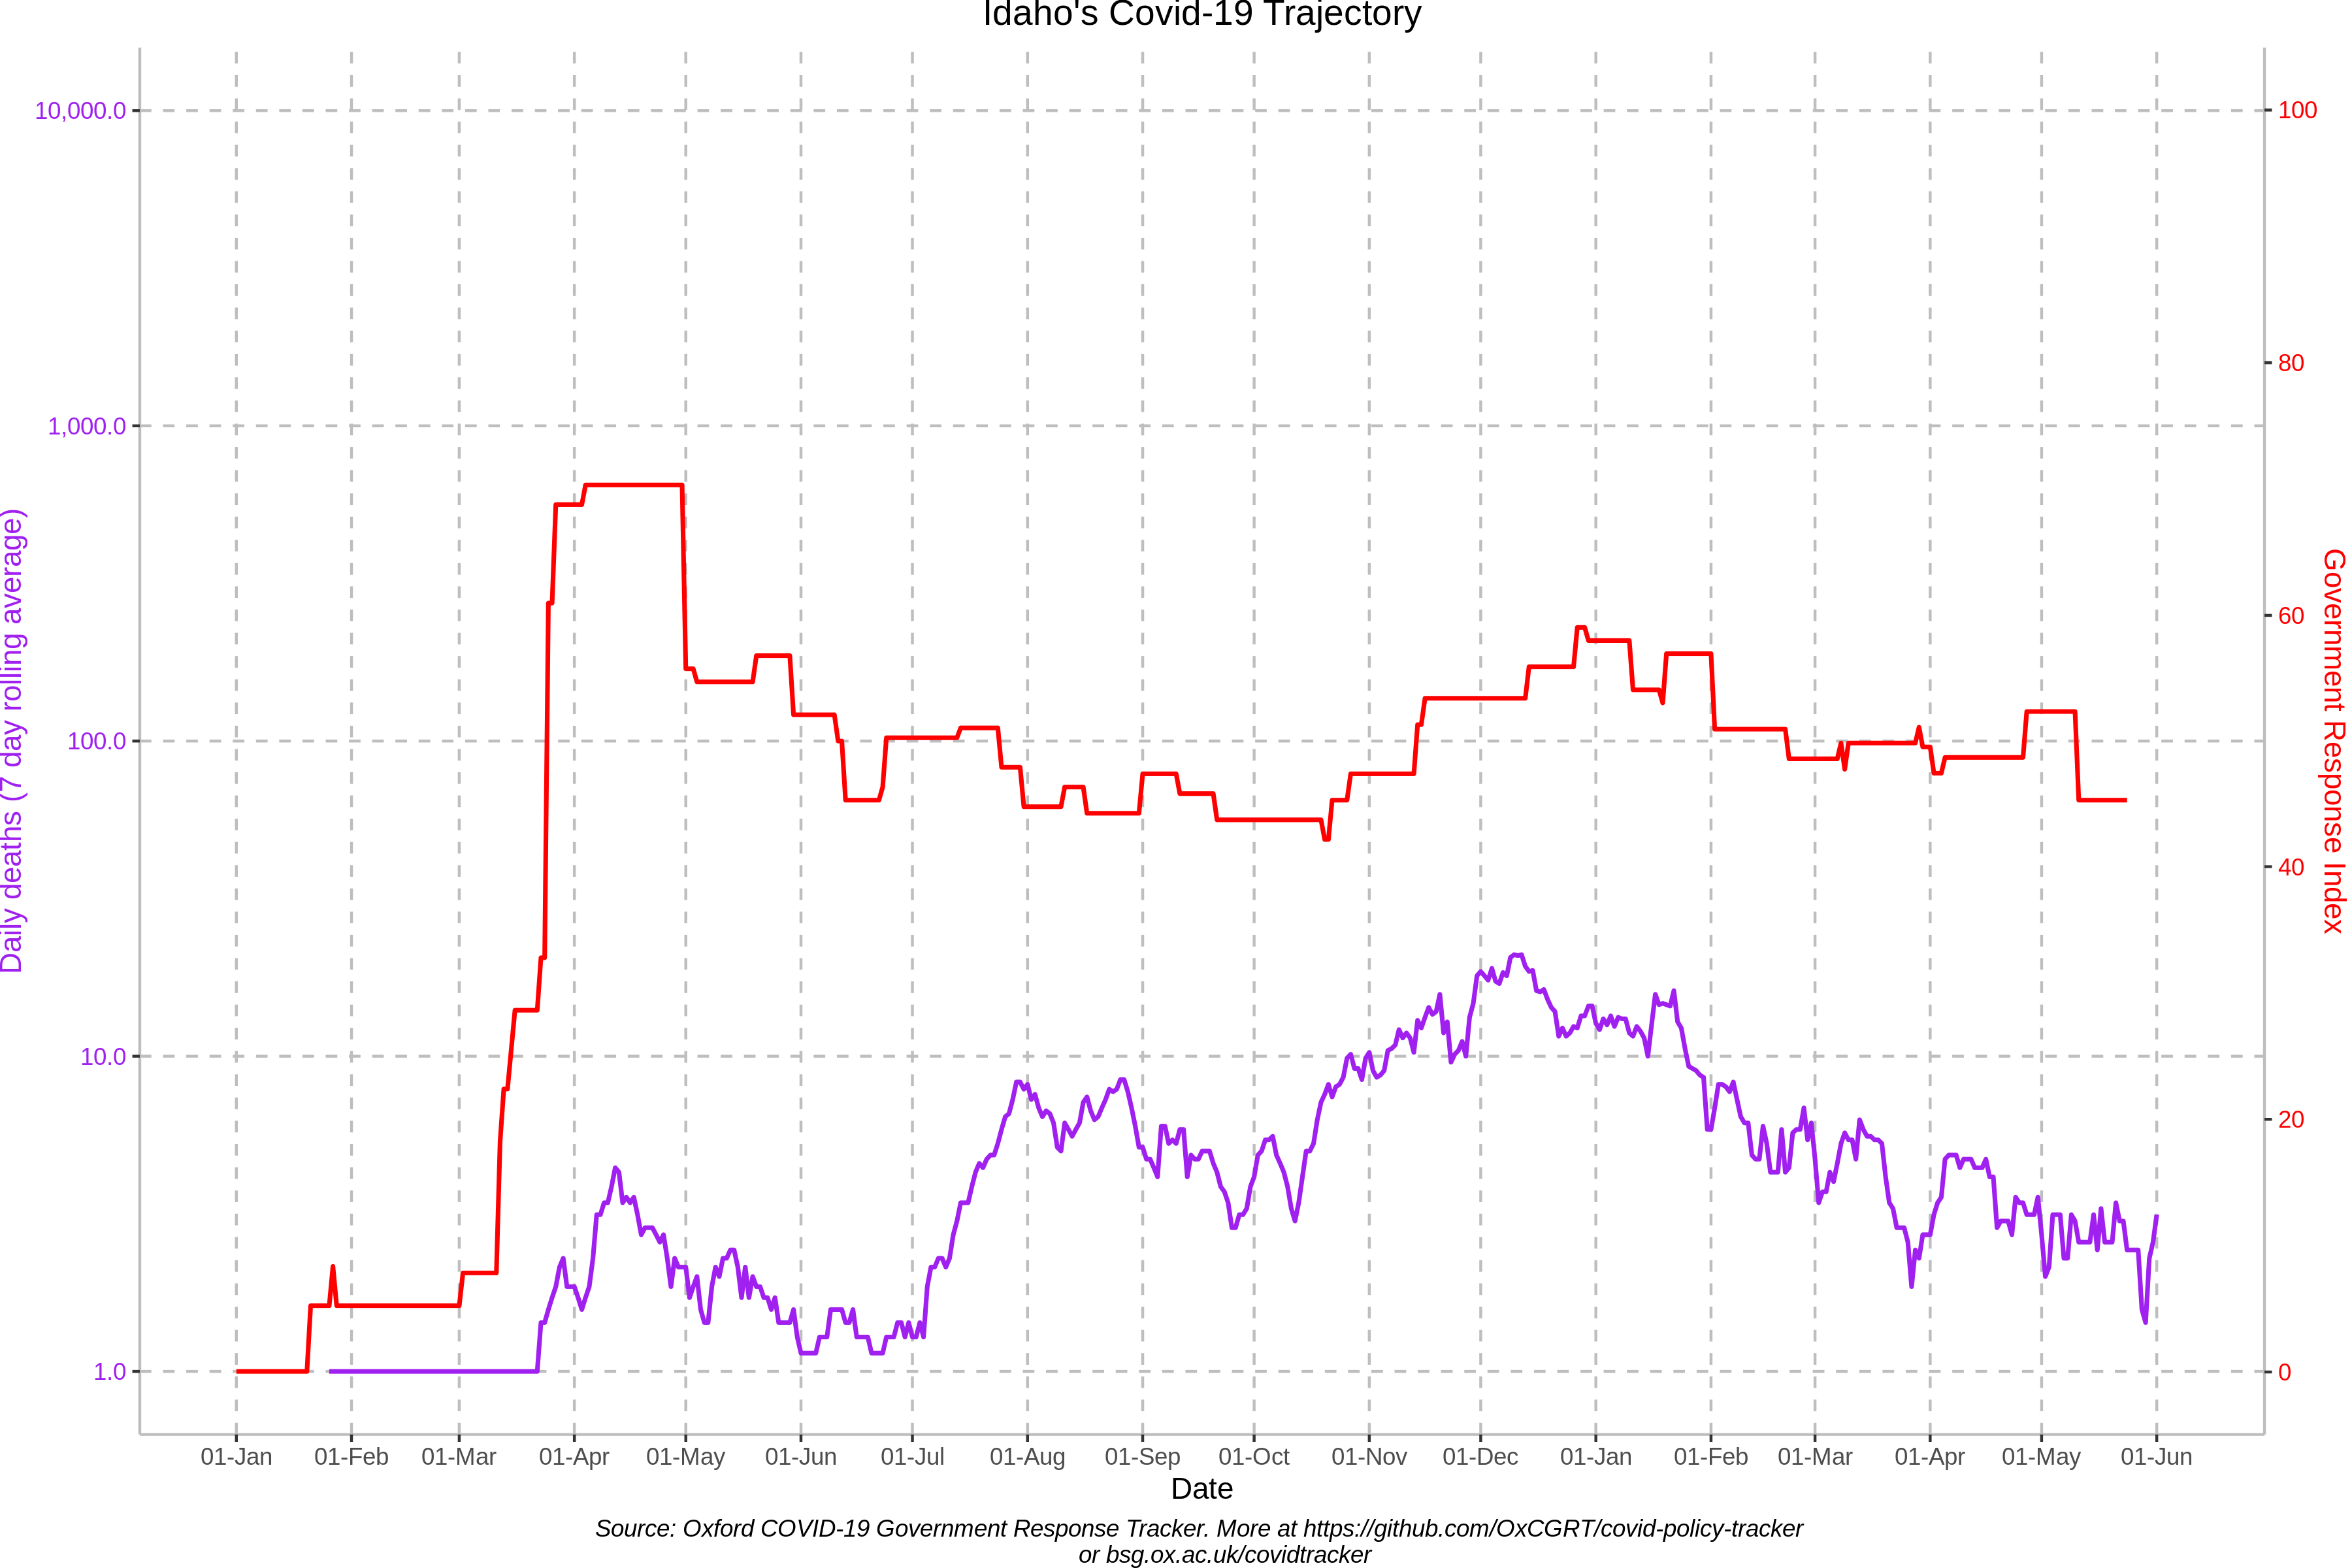 Idaho's Covid-19 Trajectory
10,000.0
1,000.0
100.0
10.0
1.0
Daily deaths (7 day rolling average)
100
80
60
40
20
0
Government Response Index
01-Jan 01-Feb 01-Mar 01-Apr 01-May 01-Jun 01-Jul 01-Aug 01-Sep 01-Oct 01-Nov 01-Dec 01-Jan 01-Feb 01-Mar 01-Apr 01-May 01-Jun
Date
Source: Oxford COVID-19 Government Response Tracker. More at https://github.com/OxCGRT/covid-policy-tracker
or bsg.ox.ac.uk/covidtracker